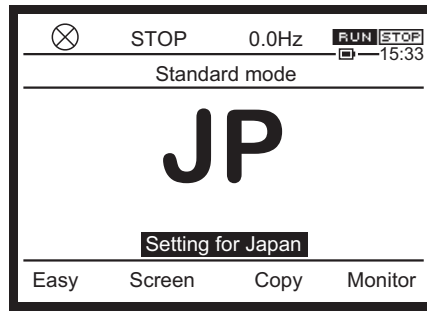 STOP 0.0Hz RUN STOP
15:33
Standard mode
JP
Setting for Japan
Easy Screen Copy Monitor